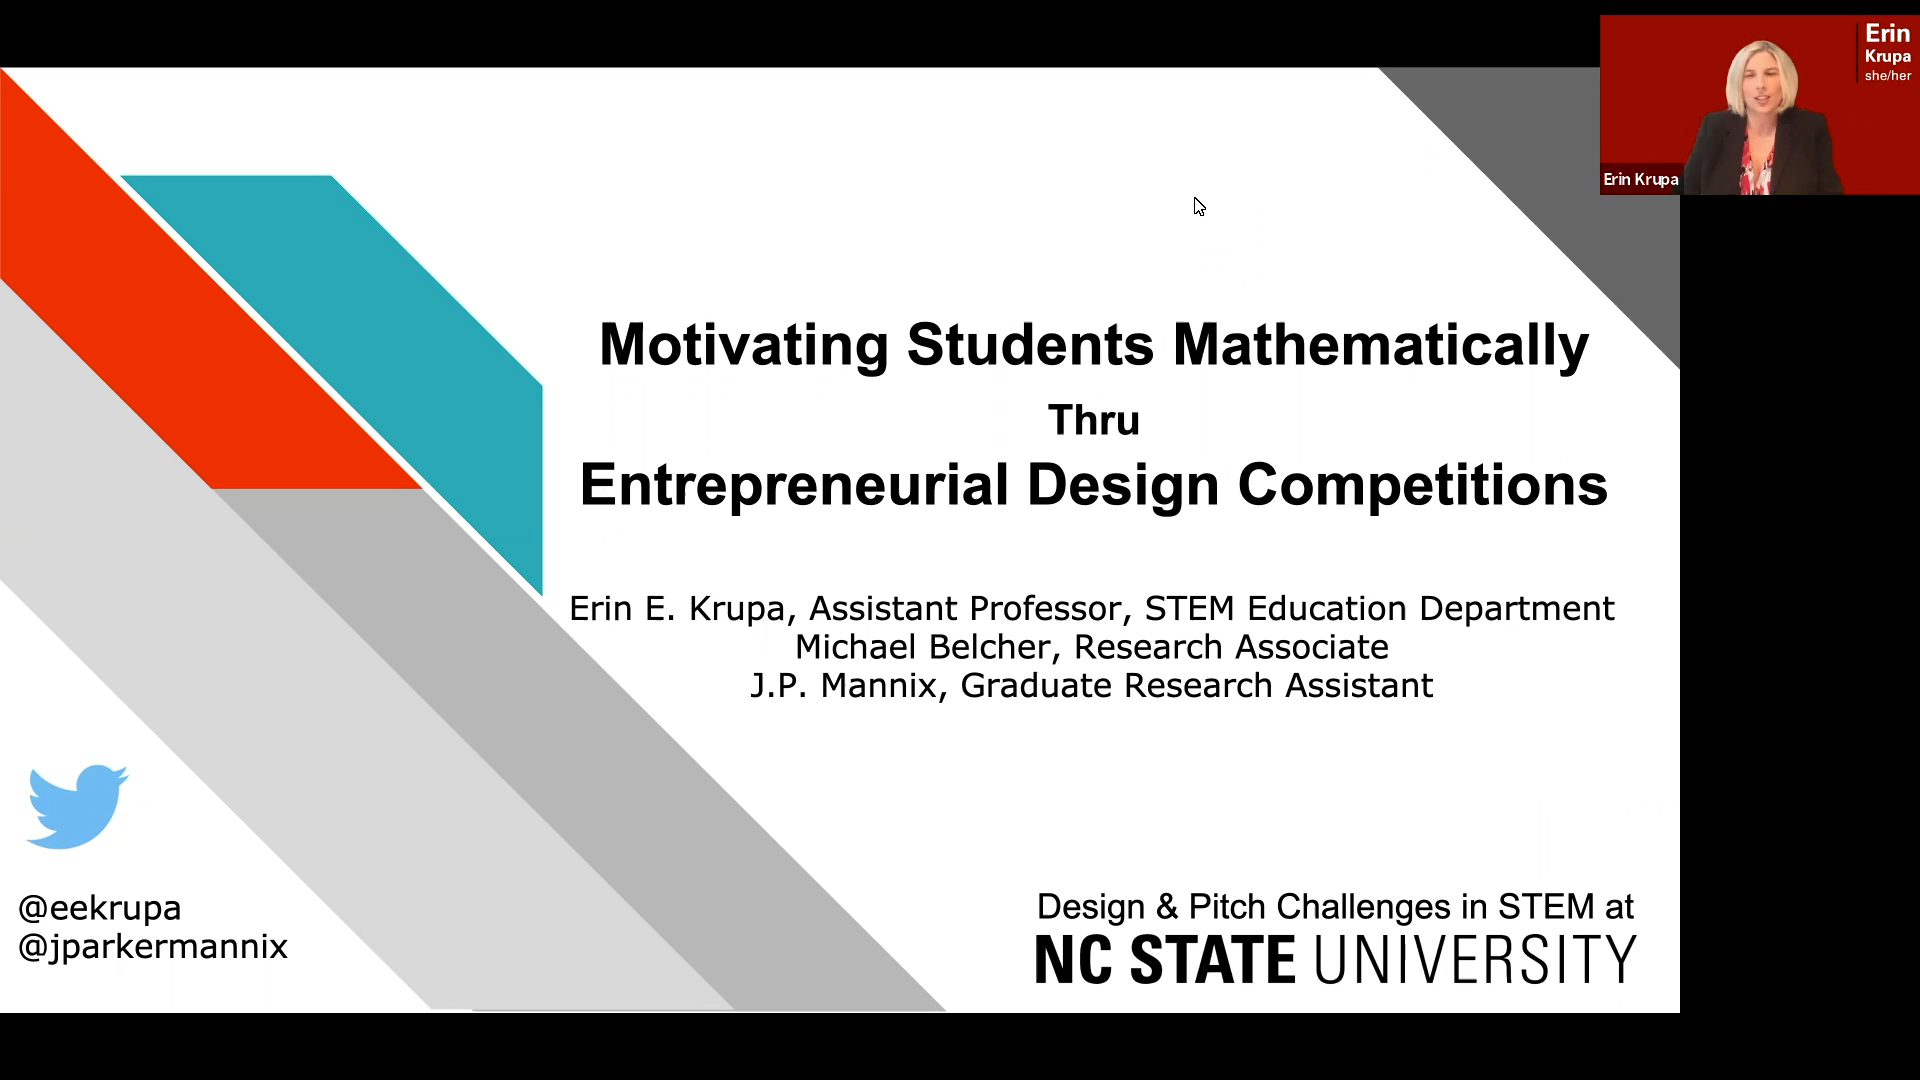 Erin
Krupa
she/her
Erin Krupa
Motivating Students Mathematically
Thru
Entrepreneurial Design Competitions
Erin E. Krupa, Assistant Professor, STEM Education Department
Michael Belcher, Research Associate
J.P. Mannix, Graduate Research Assistant
@eekrupa
@jparkermannix
Design & Pitch Challenges in STEM at
NC STATE UNIVERSITY